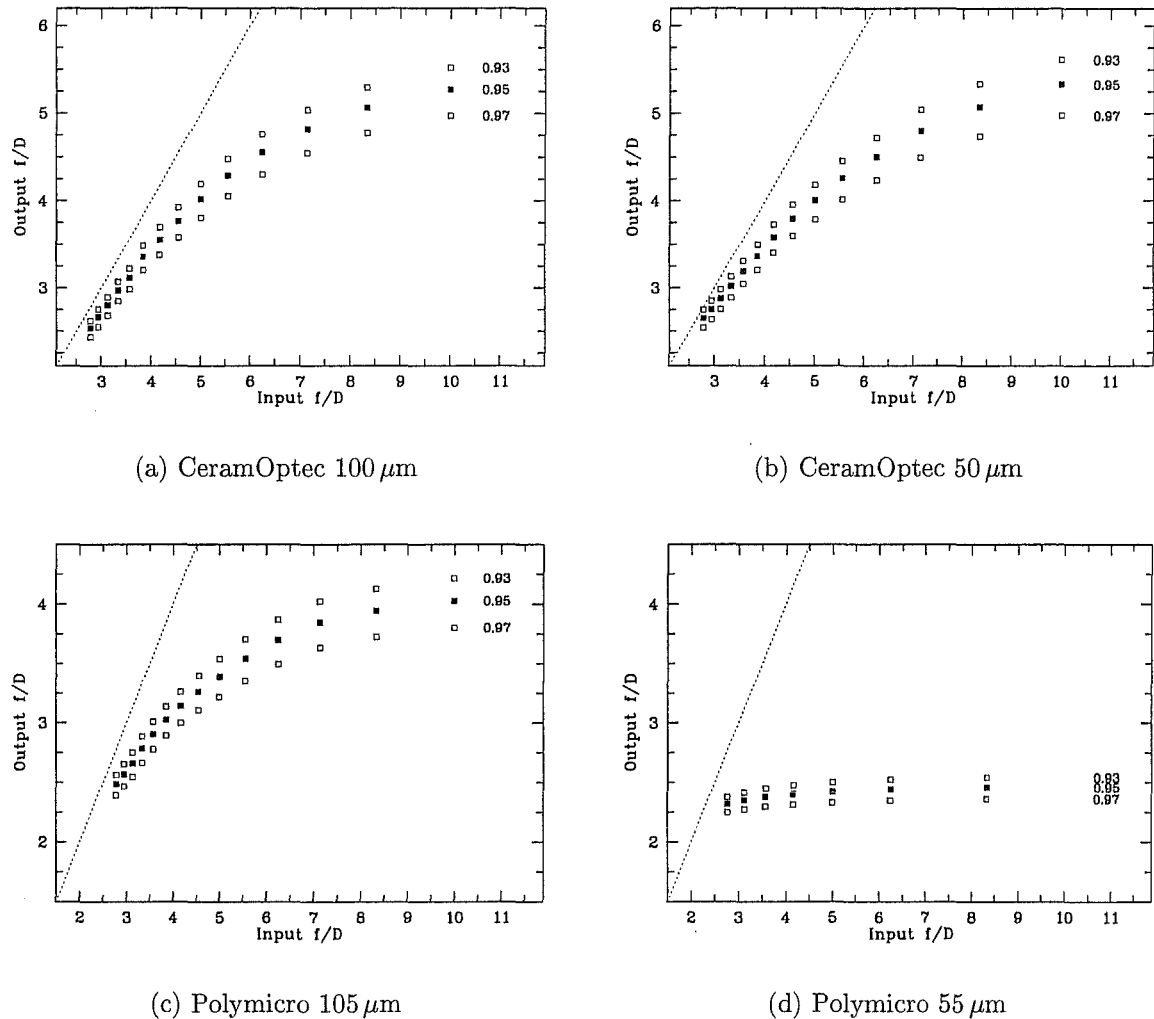 6
5
4
3
Output f/D
0.93
0.95
0.97
3 4 5 6 7 8 9 10 11
Input f/D
(a) CeramOptec 100 μm
6
5
4
3
Output f/D
0.93
0.95
0.97
3 4 5 6 7 8 9 10 11
Input f/D
(b) CeramOptec 50 μm
4
3
2
Output f/D
0.93
0.95
0.97
2 3 4 5 6 7 8 9 10 11
Input f/D
(c) Polymicro 105 μm
4
3
2
Output f/D
0.93
0.95
0.97
2 3 4 5 6 7 8 9 10 11
Input f/D
(d) Polymicro 55 μm